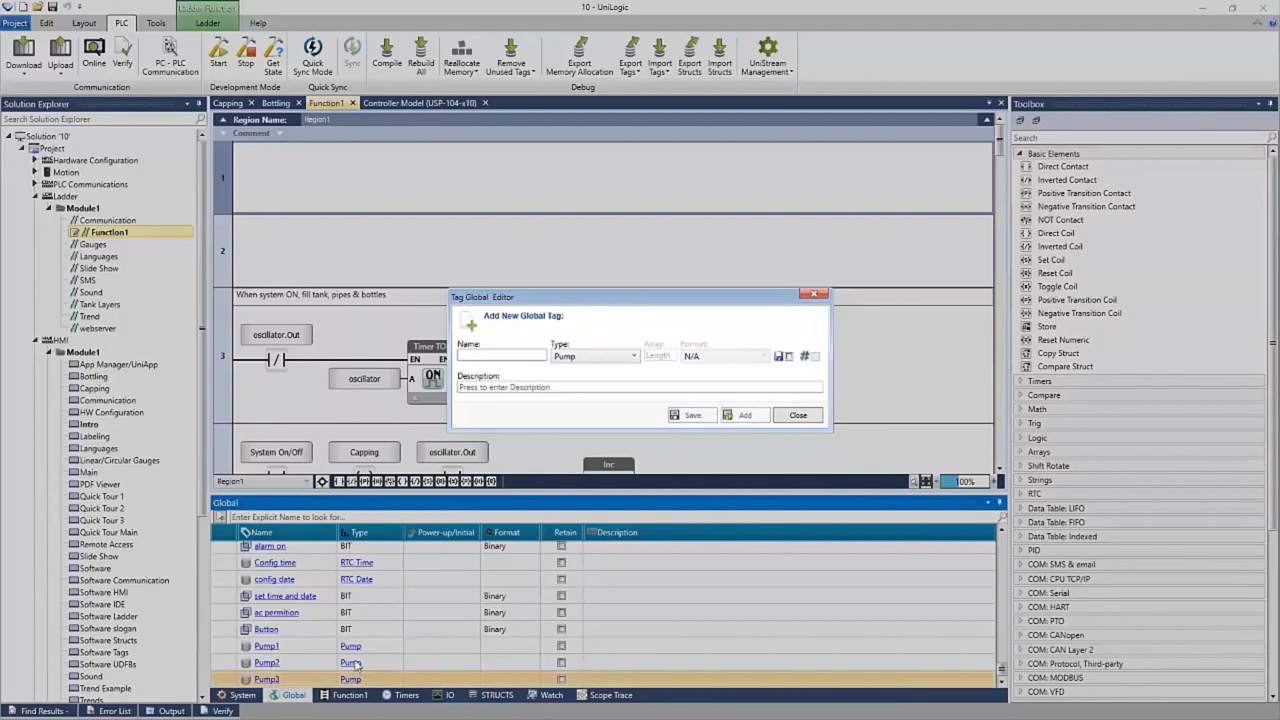 Ladder Function
10 - UniLogic
Project Edit Layout PLC Tools Ladder Help
Download Upload Online Verify PC - PLC Communication Start Stop Get State Quick Sync Mode Sync Compile Rebuild All Reallocate Memory Remove Unused Tags Export Memory Allocation Export Tags Import Tags Export Structs Import Structs UniStream Management
Communication Development Mode Quick Sync Debug
Solution Explorer
Search Solution Explorer
Solution '10'
Project
Hardware Configuration
Motion
PLC Communications
Ladder
Module1
Communication
Function1
Gauges
Languages
Slide Show
SMS
Sound
Tank Layers
Trend
webserver
HMI
Module1
App Manager/UniApp
Bottling
Capping
Communication
HW Configuration
Intro
Labeling
Languages
Linear/Circular Gauges
Main
PDF Viewer
Quick Tour 1
Quick Tour 2
Quick Tour 3
Quick Tour Main
Remote Access
Slide Show
Software
Software Communication
Software HMI
Software IDE
Software Ladder
Software slogan
Software Structs
Software Tags
Software UDFBs
Sound
Trend Example
Trends
Capping Bottling Function1 Controller Model (USP-104-x10)
Region Name: Region1
Comment
1
2
When system ON, fill tank, pipes & bottles
3
oscillator.Out
Timer TO
EN
oscillator A ON
System On/Off Capping oscillator.Out
Inc
Region1
100%
Tag Global Editor
Add New Global Tag:
Name: Type: Array: Format:
Pump Length N/A
#
Description:
Press to enter Description
Save Add Close
Global
Enter Explicit Name to look for...
Name Type Power-up/Initial Format Retain Description
alarm on BIT Binary
Config time RTC Time
config date RTC Date
set time and date BIT Binary
ac permition BIT Binary
Button BIT Binary
Pump1 Pump
Pump2 Pump
Pump3 Pump
System Global Function1 Timers IO STRUCTS Watch Scope Trace
Toolbox
Search
Basic Elements
Direct Contact
Inverted Contact
Positive Transition Contact
Negative Transition Contact
NOT Contact
Direct Coil
Inverted Coil
Set Coil
Reset Coil
Toggle Coil
Positive Transition Coil
Negative Transition Coil
Store
Reset Numeric
Copy Struct
Compare Struct
Timers
Compare
Math
Trig
Logic
Arrays
Shift Rotate
Strings
RTC
Data Table: LIFO
Data Table: FIFO
Data Table: Indexed
PID
COM: SMS & email
COM: CPU TCP/IP
COM: Serial
COM: HART
COM: PTO
COM: CANopen
COM: CAN Layer 2
COM: Protocol, Third-party
COM: MODBUS
COM: VFD
Find Results - Error List Output Verify